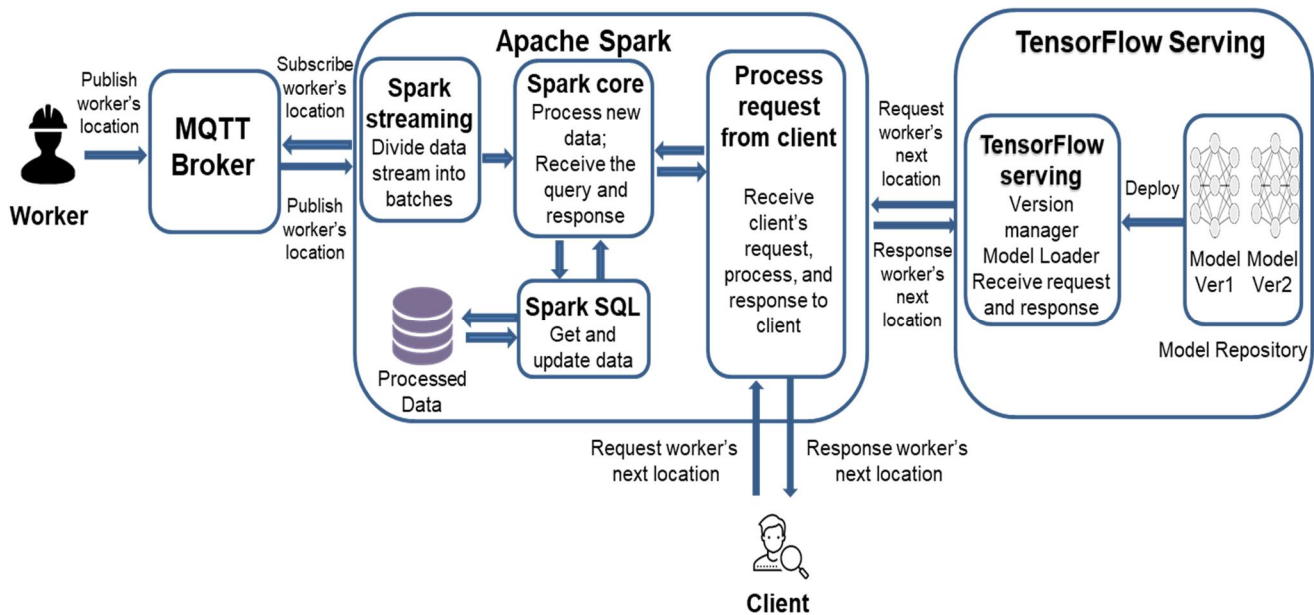 Apache Spark
TensorFlow Serving
Publish
worker's
location
Worker
MQTT
Broker
Subscribe
worker's
location
Publish
worker's
location
Spark
streaming
Divide data
stream into
batches
Spark core
Process new
data;
Receive the
query and
response
Spark SQL
Get and
update data
Processed
Data
Process
request
from client
Receive
client's
request,
process, and
response to
client
Request
worker's
next
location
Response
worker's
next
location
TensorFlow
serving
Version
manager
Model Loader
Receive request
and response
Deploy
Model
Ver1
Model
Ver2
Model Repository
Request worker's
next location
Response worker's
next location
Client